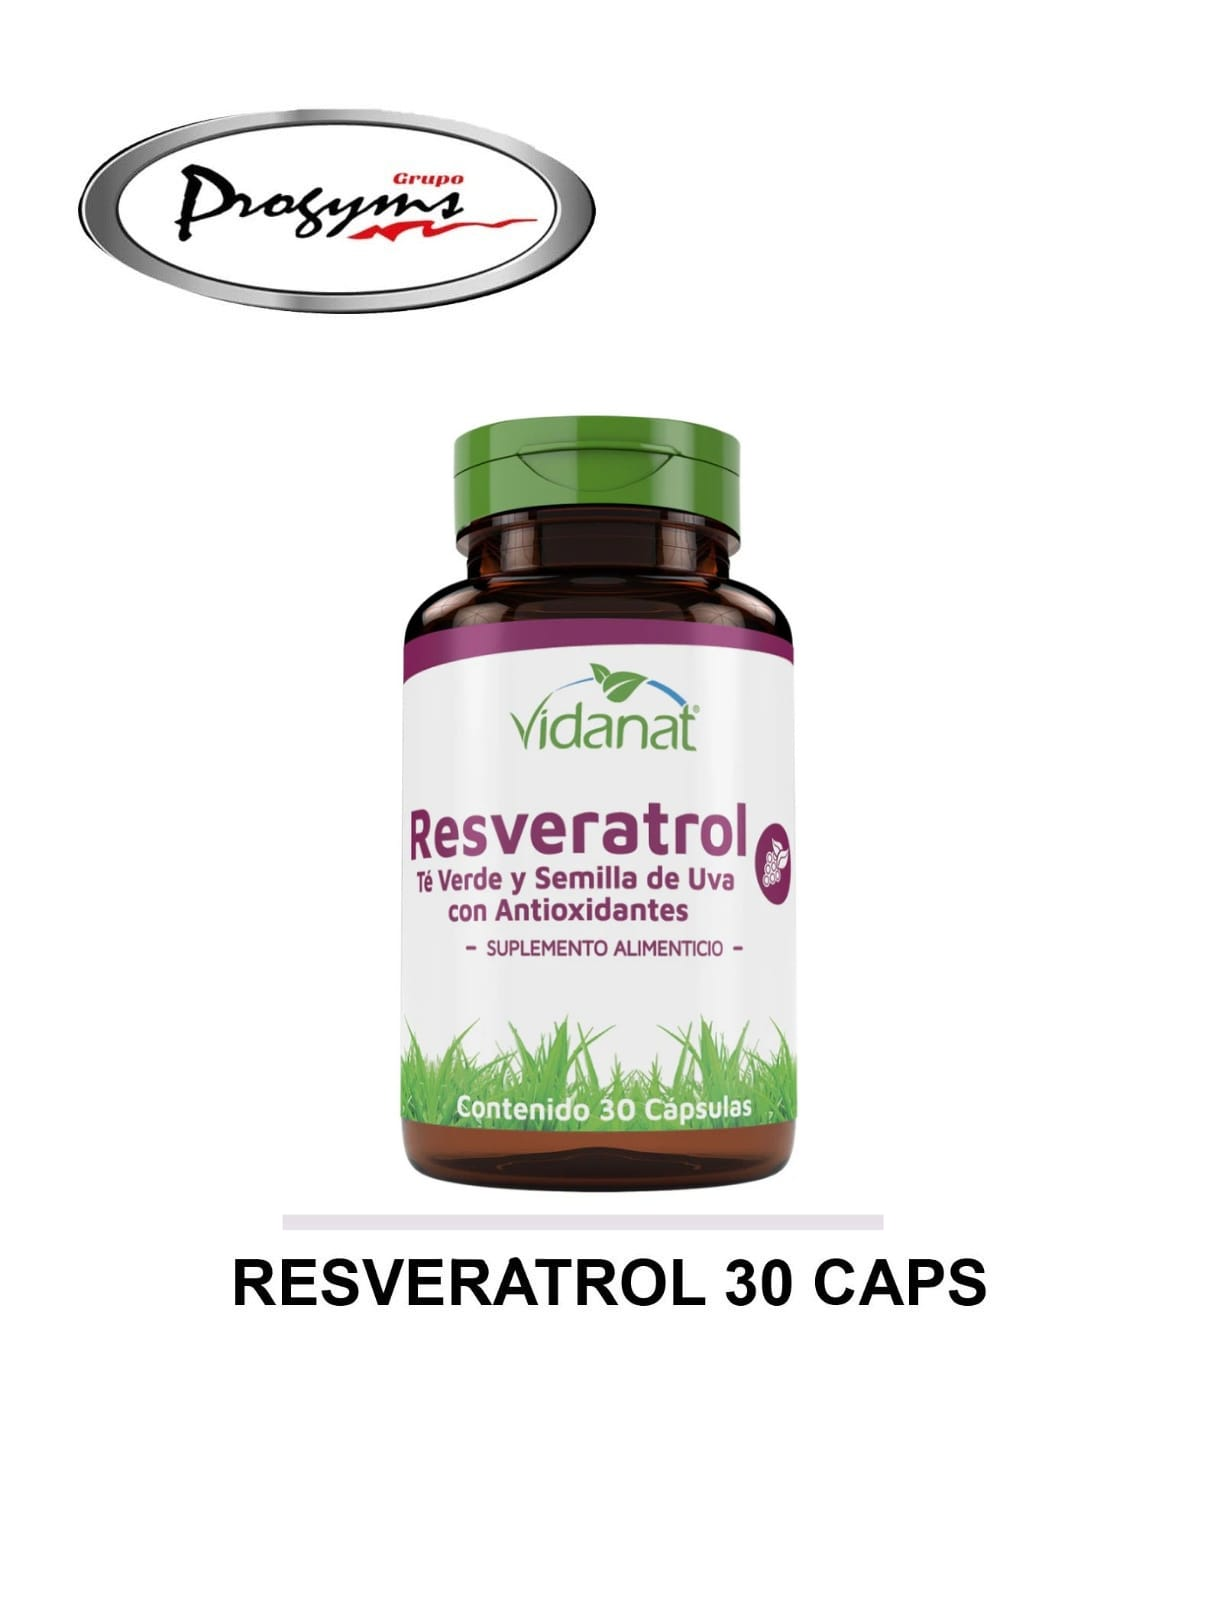 Grupo
Progyms
Vidanat®
Resveratrol
Té Verde y Semilla de Uva
con Antioxidantes
- SUPLEMENTO ALIMENTICIO -
Contenido 30 Cápsulas
RESVERATROL 30 CAPS